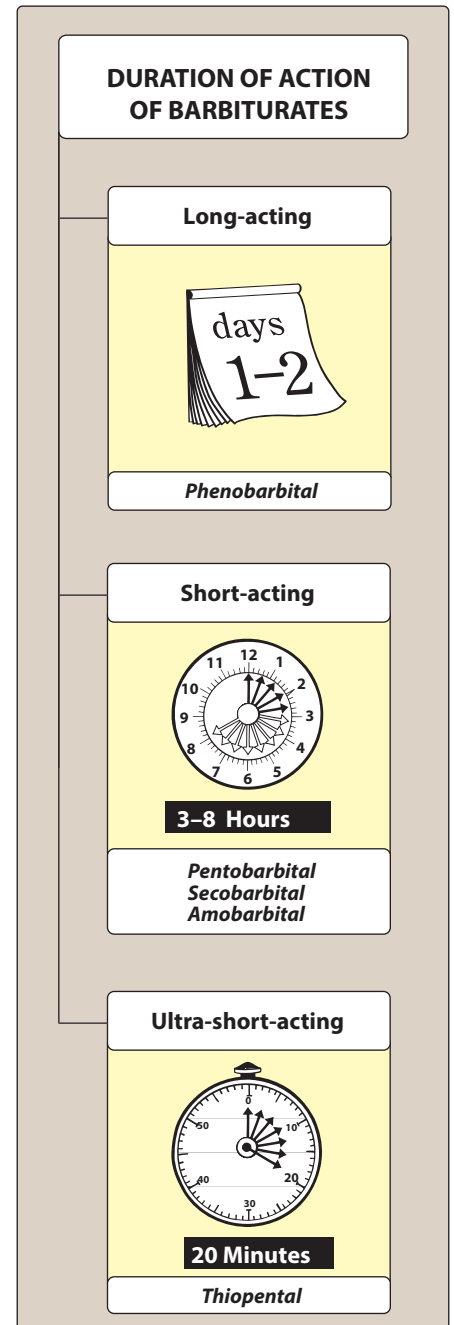 DURATION OF ACTION
OF BARBITURATES
Long-acting
days
1–2
Phenobarbital
Short-acting
12
1
2
3
4
5
6
7
8
9
10
11
3–8 Hours
Pentobarbital
Secobarbital
Amobarbital
Ultra-short-acting
0
10
20
30
40
50
20 Minutes
Thiopental